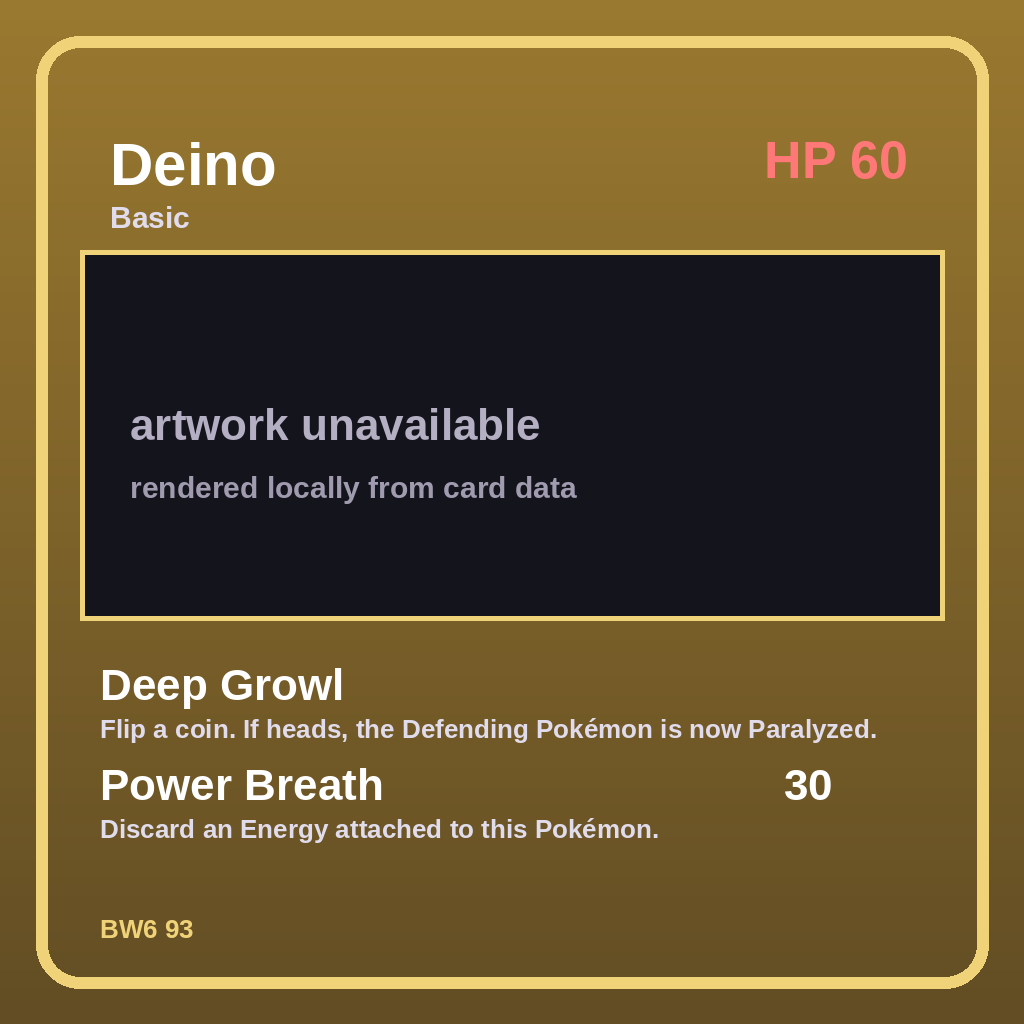 Deino
HP 60
Basic
artwork unavailable
rendered locally from card data
Deep Growl
Flip a coin. If heads, the Defending Pokémon is now Paralyzed.
Power Breath 30
Discard an Energy attached to this Pokémon.
BW6 93